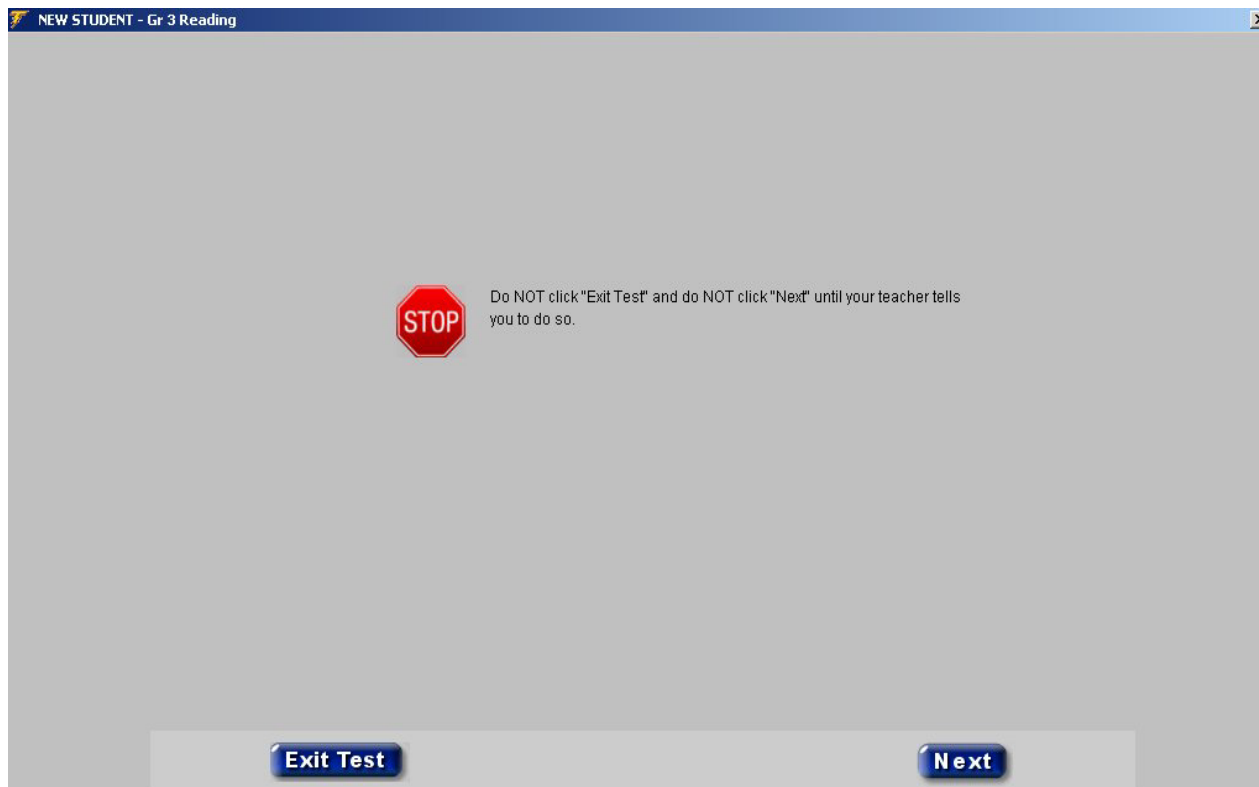 NEW STUDENT - Gr 3 Reading
STOP
Do NOT click "Exit Test" and do NOT click "Next" until your teacher tells
you to do so.
Exit Test
Next